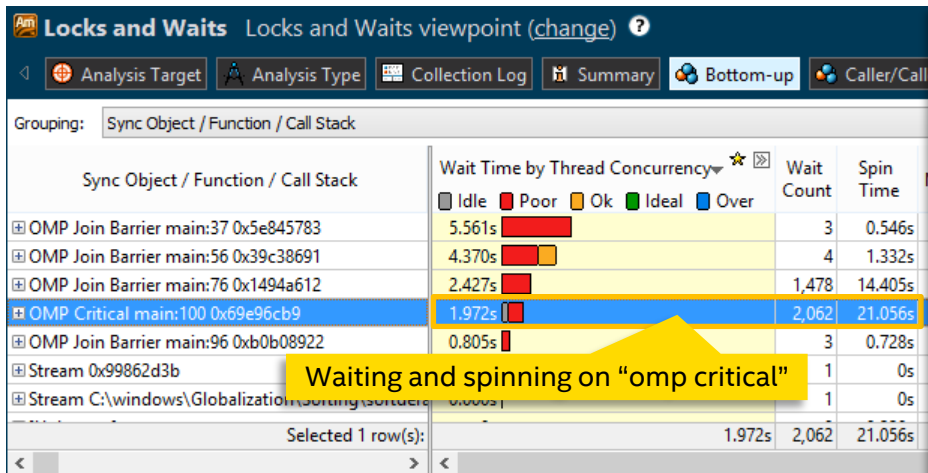 Am Locks and Waits Locks and Waits viewpoint (change) ?
Analysis Target Analysis Type Collection Log Summary Bottom-up Caller/Call
Grouping: Sync Object / Function / Call Stack
Sync Object / Function / Call Stack Wait Time by Thread Concurrency Wait Count Spin Time
Idle Poor Ok Ideal Over
OMP Join Barrier main:37 0x5e845783 5.561s 3 0.546s
OMP Join Barrier main:56 0x39c38691 4.370s 4 1.332s
OMP Join Barrier main:76 0x1494a612 2.427s 1,478 14.405s
OMP Critical main:100 0x69e96cb9 1.972s 2,062 21.056s
OMP Join Barrier main:96 0xb0b08922 0.805s 3 0.728s
Stream 0x99862d3b 1 0s
Waiting and spinning on “omp critical”
Stream C:\windows\Globalization\Sorting\sortdefa 0.000s 1 0s
Selected 1 row(s): 1.972s 2,062 21.056s